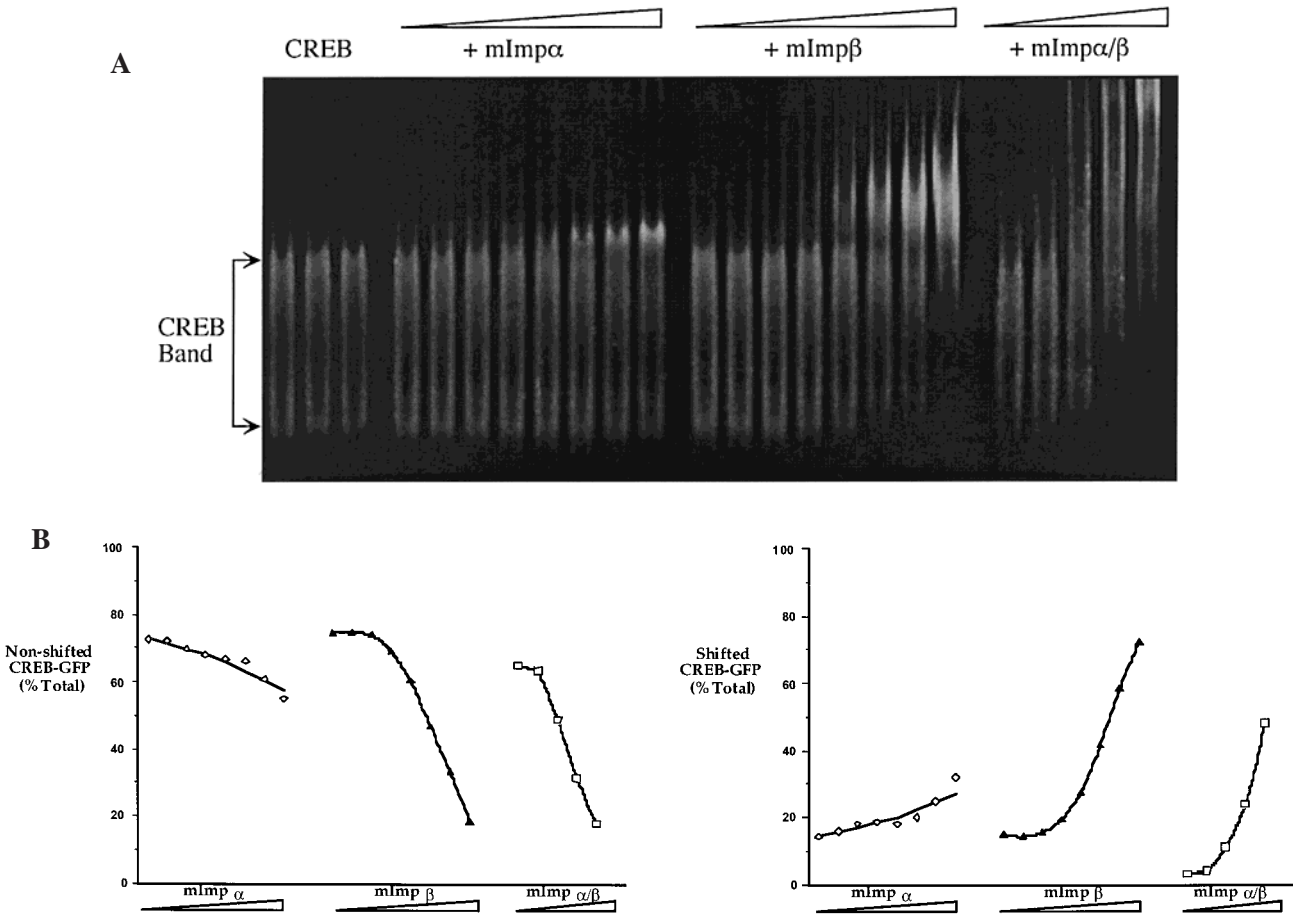 A
CREB
+ mImpα
+ mImpβ
+ mImpα/β
CREB
Band
B
100
80
60
40
20
0
Non-shifted
CREB-GFP
(% Total)
mImp α
mImp β
mImp α/β
100
80
60
40
20
0
Shifted
CREB-GFP
(% Total)
mImp α
mImp β
mImp α/β